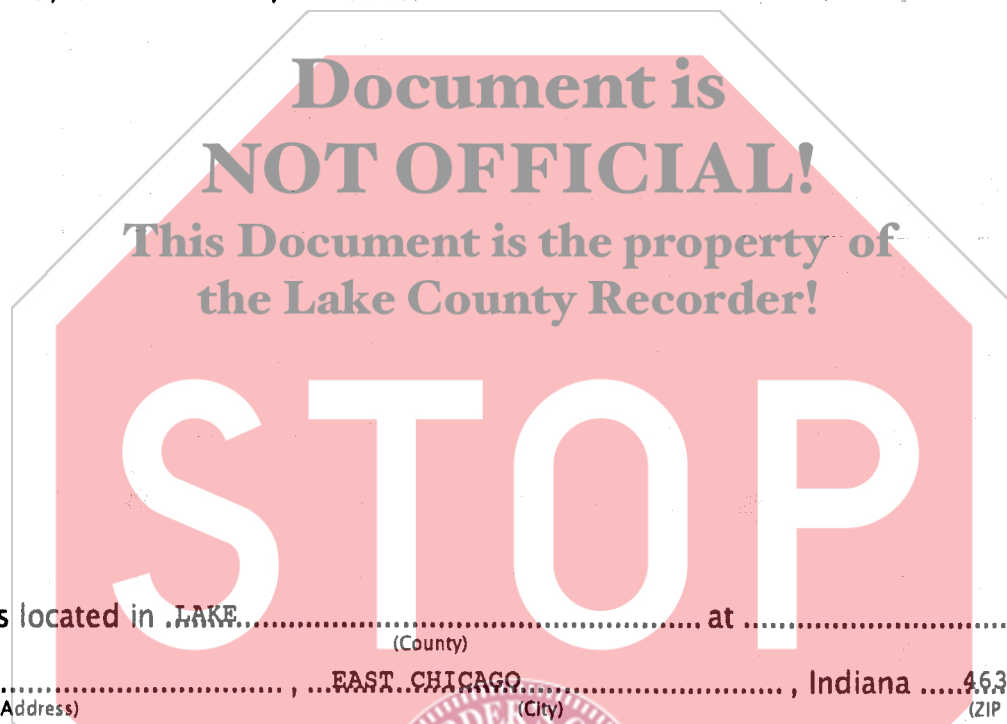 Document is
NOT OFFICIAL!
This Document is the property of
the Lake County Recorder!
STOP
s located in LAKE at
(County)
EAST CHICAGO, Indiana 463
Address) (City) (ZIP